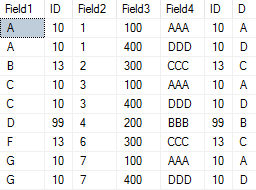 Field1 ID Field2 Field3 Field4 ID D
A 10 1 100 AAA 10 A
A 10 1 400 DDD 10 D
B 13 2 300 CCC 13 C
C 10 3 100 AAA 10 A
C 10 3 400 DDD 10 D
D 99 4 200 BBB 99 B
F 13 6 300 CCC 13 C
G 10 7 100 AAA 10 A
G 10 7 400 DDD 10 D